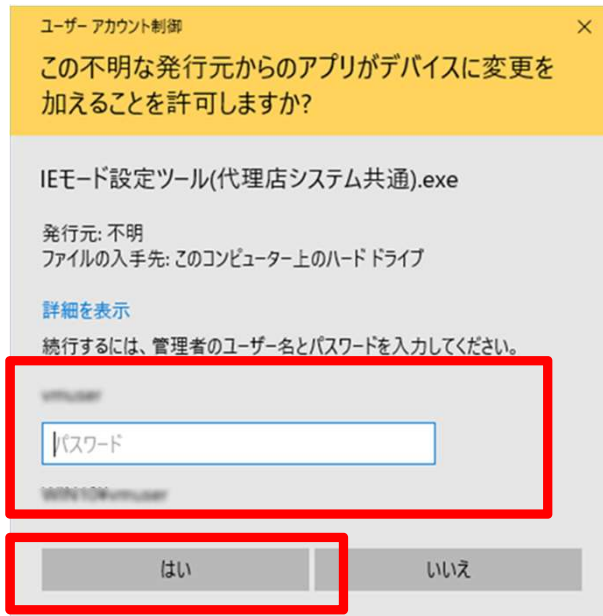 ユーザー アカウント制御
この不明な発行元からのアプリがデバイスに変更を
加えることを許可しますか?
IEモード設定ツール(代理店システム共通).exe
発行元: 不明
ファイルの入手先: このコンピューター上のハード ドライブ
詳細を表示
続行するには、管理者のユーザー名とパスワードを入力してください。
パスワード
はい
いいえ